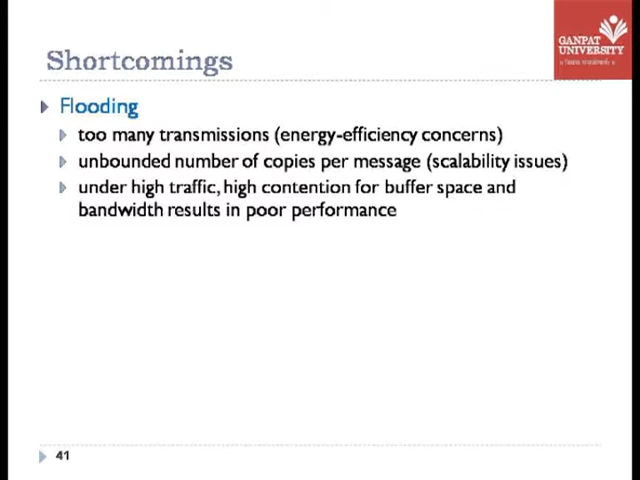 GANPAT
UNIVERSITY
Shortcomings
Flooding
too many transmissions (energy-efficiency concerns)
unbounded number of copies per message (scalability issues)
under high traffic, high contention for buffer space and
bandwidth results in poor performance
41